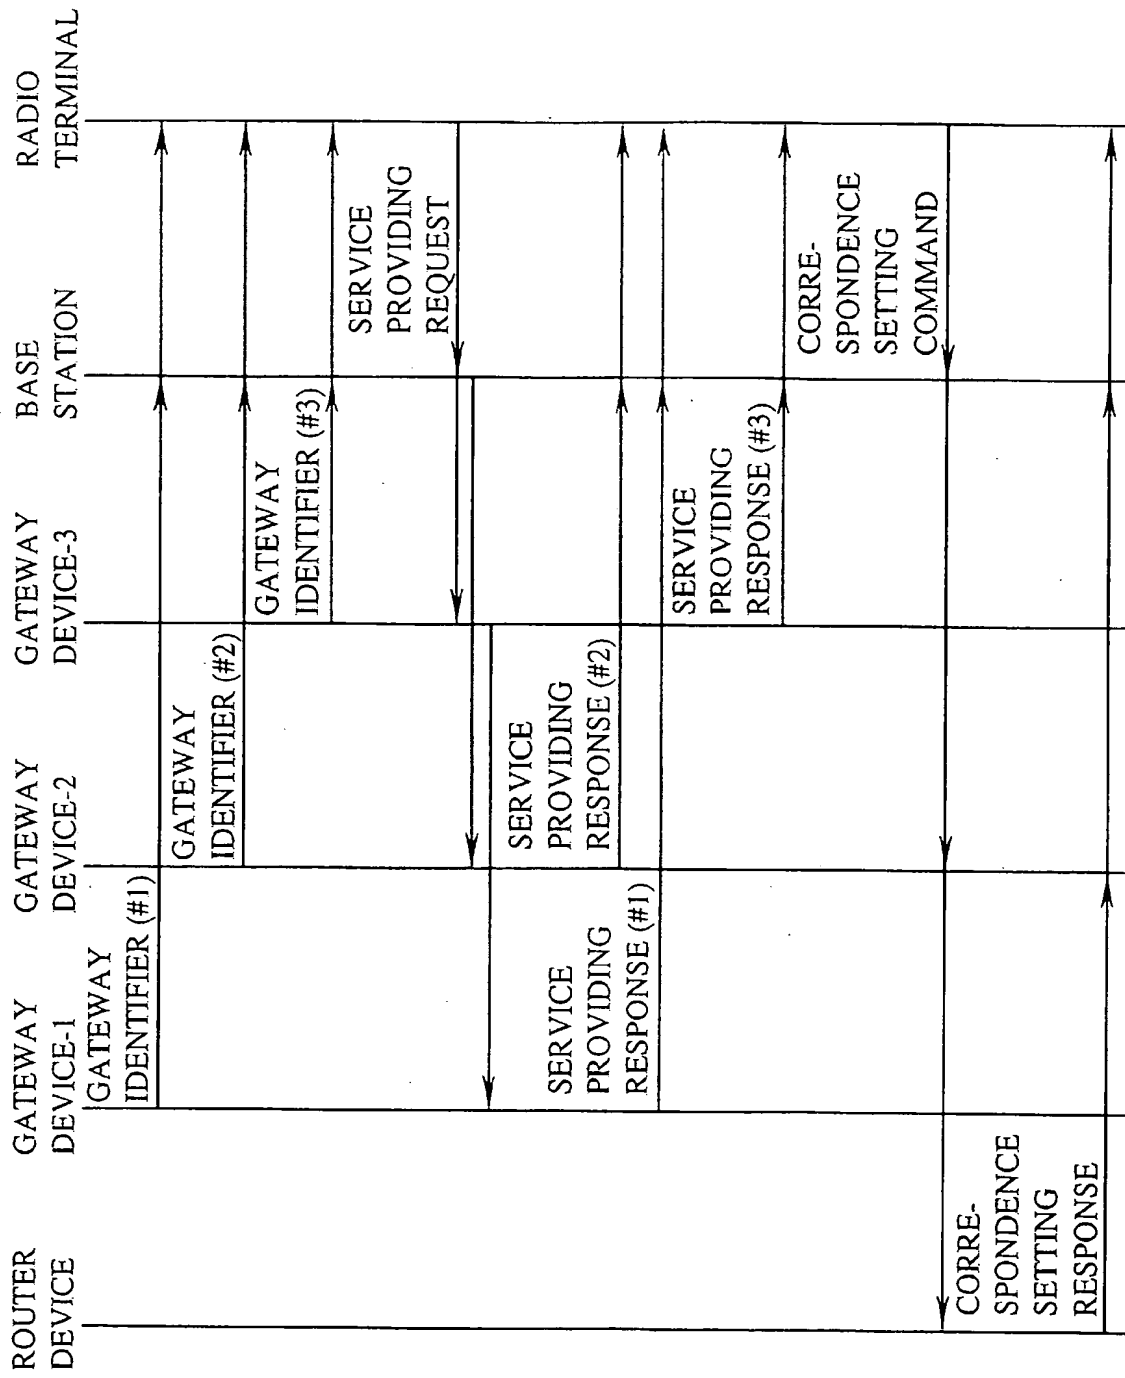 ROUTER
DEVICE
GATEWAY
DEVICE-1
GATEWAY
DEVICE-2
GATEWAY
DEVICE-3
BASE
STATION
RADIO
TERMINAL
GATEWAY
IDENTIFIER (#1)
GATEWAY
IDENTIFIER (#2)
GATEWAY
IDENTIFIER (#3)
SERVICE
PROVIDING
REQUEST
SERVICE
PROVIDING
RESPONSE (#2)
SERVICE
PROVIDING
RESPONSE (#1)
SERVICE
PROVIDING
RESPONSE (#3)
CORRE-
SPONDENCE
SETTING
COMMAND
CORRE-
SPONDENCE
SETTING
RESPONSE